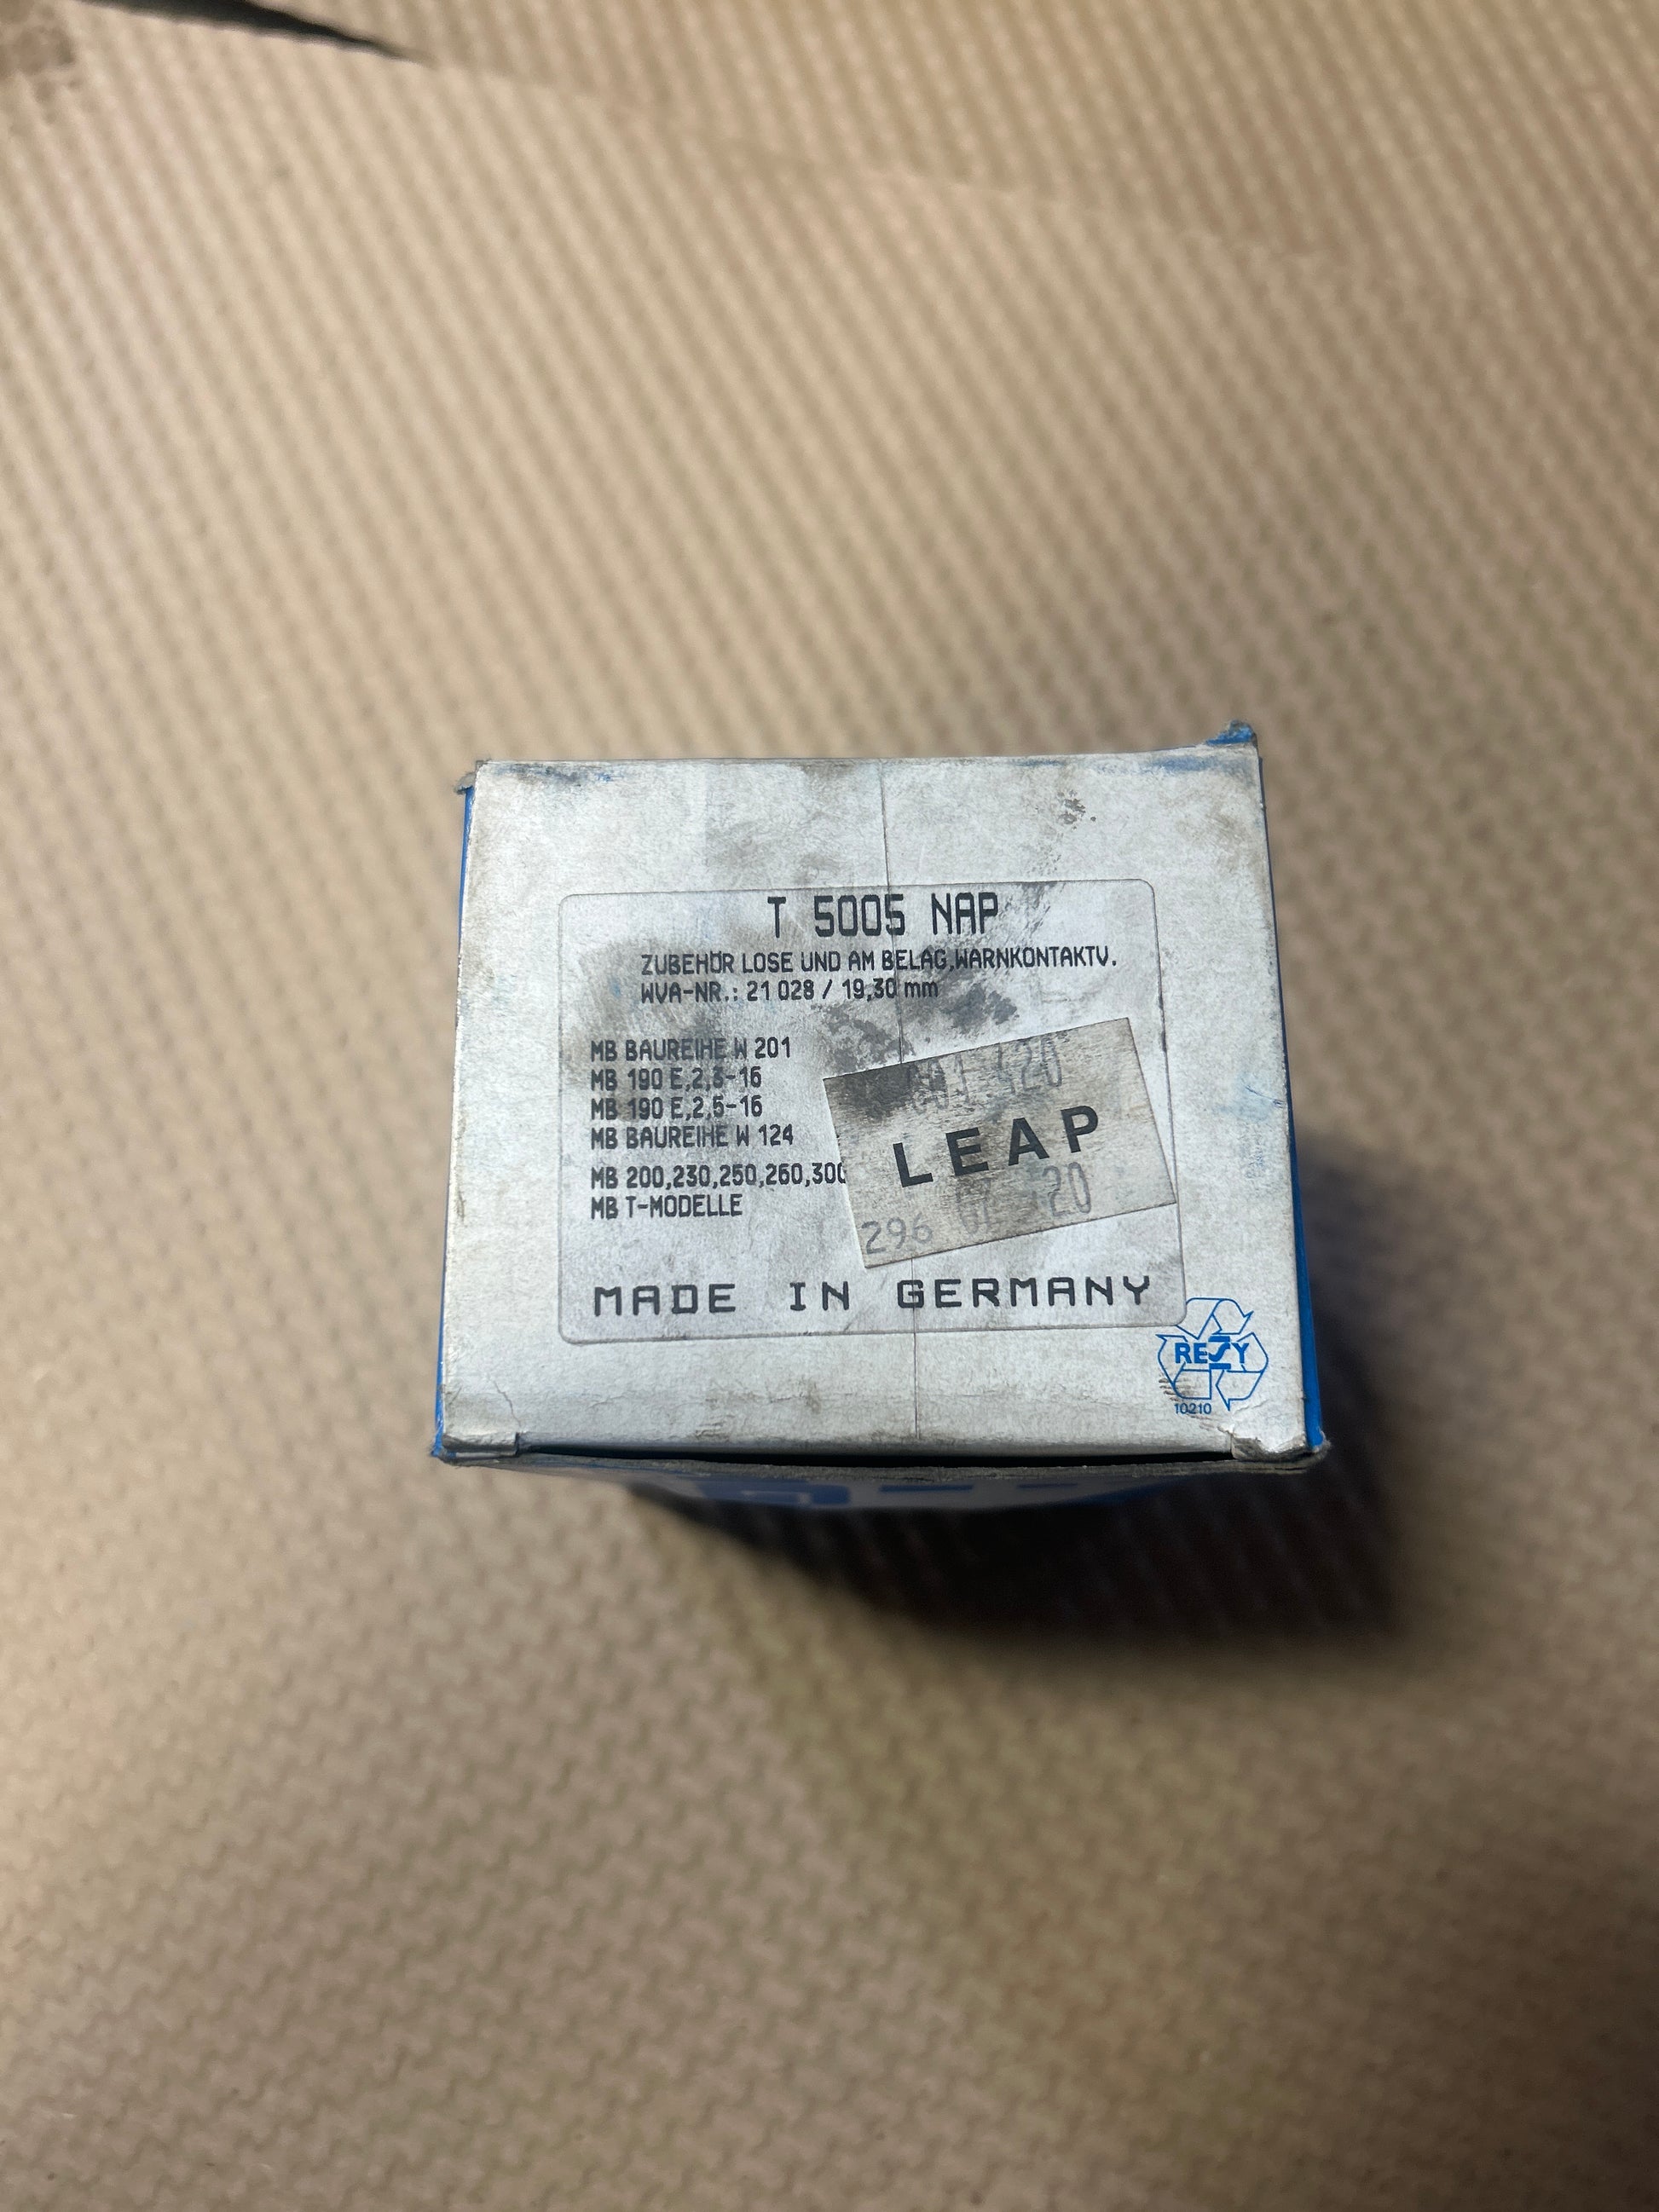 T 5005 NAP
ZUBEHÖR LOSE UND AM BELAG,WARNKONTAKTV.
WVA-NR.: 21 028 / 19,30 mm
MB BAUREIHE W 201
MB 190 E,2,3-16
MB 190 E,2,5-16
MB BAUREIHE W 124
MB 200,230,250,260,300
MB T-MODELLE
LEAP
296
MADE IN GERMANY
RESY
10210